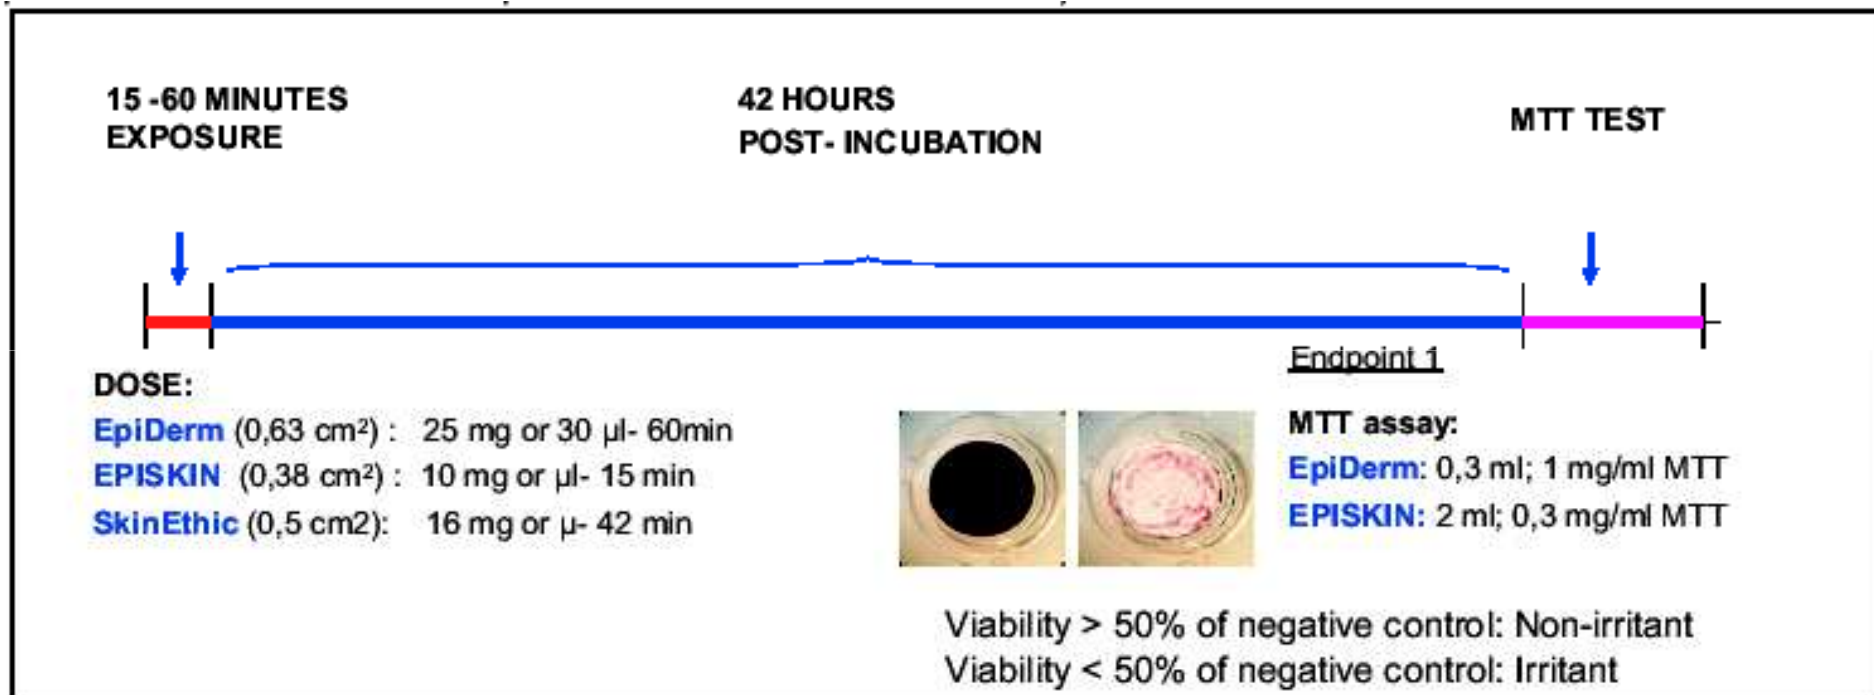 15 -60 MINUTES
EXPOSURE
42 HOURS
POST- INCUBATION
MTT TEST
DOSE:
EpiDerm (0,63 cm²) : 25 mg or 30 µl- 60min
EPISKIN (0,38 cm²) : 10 mg or µl- 15 min
SkinEthic (0,5 cm2): 16 mg or µ- 42 min
Endpoint 1
MTT assay:
EpiDerm: 0,3 ml; 1 mg/ml MTT
EPISKIN: 2 ml; 0,3 mg/ml MTT
Viability > 50% of negative control: Non-irritant
Viability < 50% of negative control: Irritant